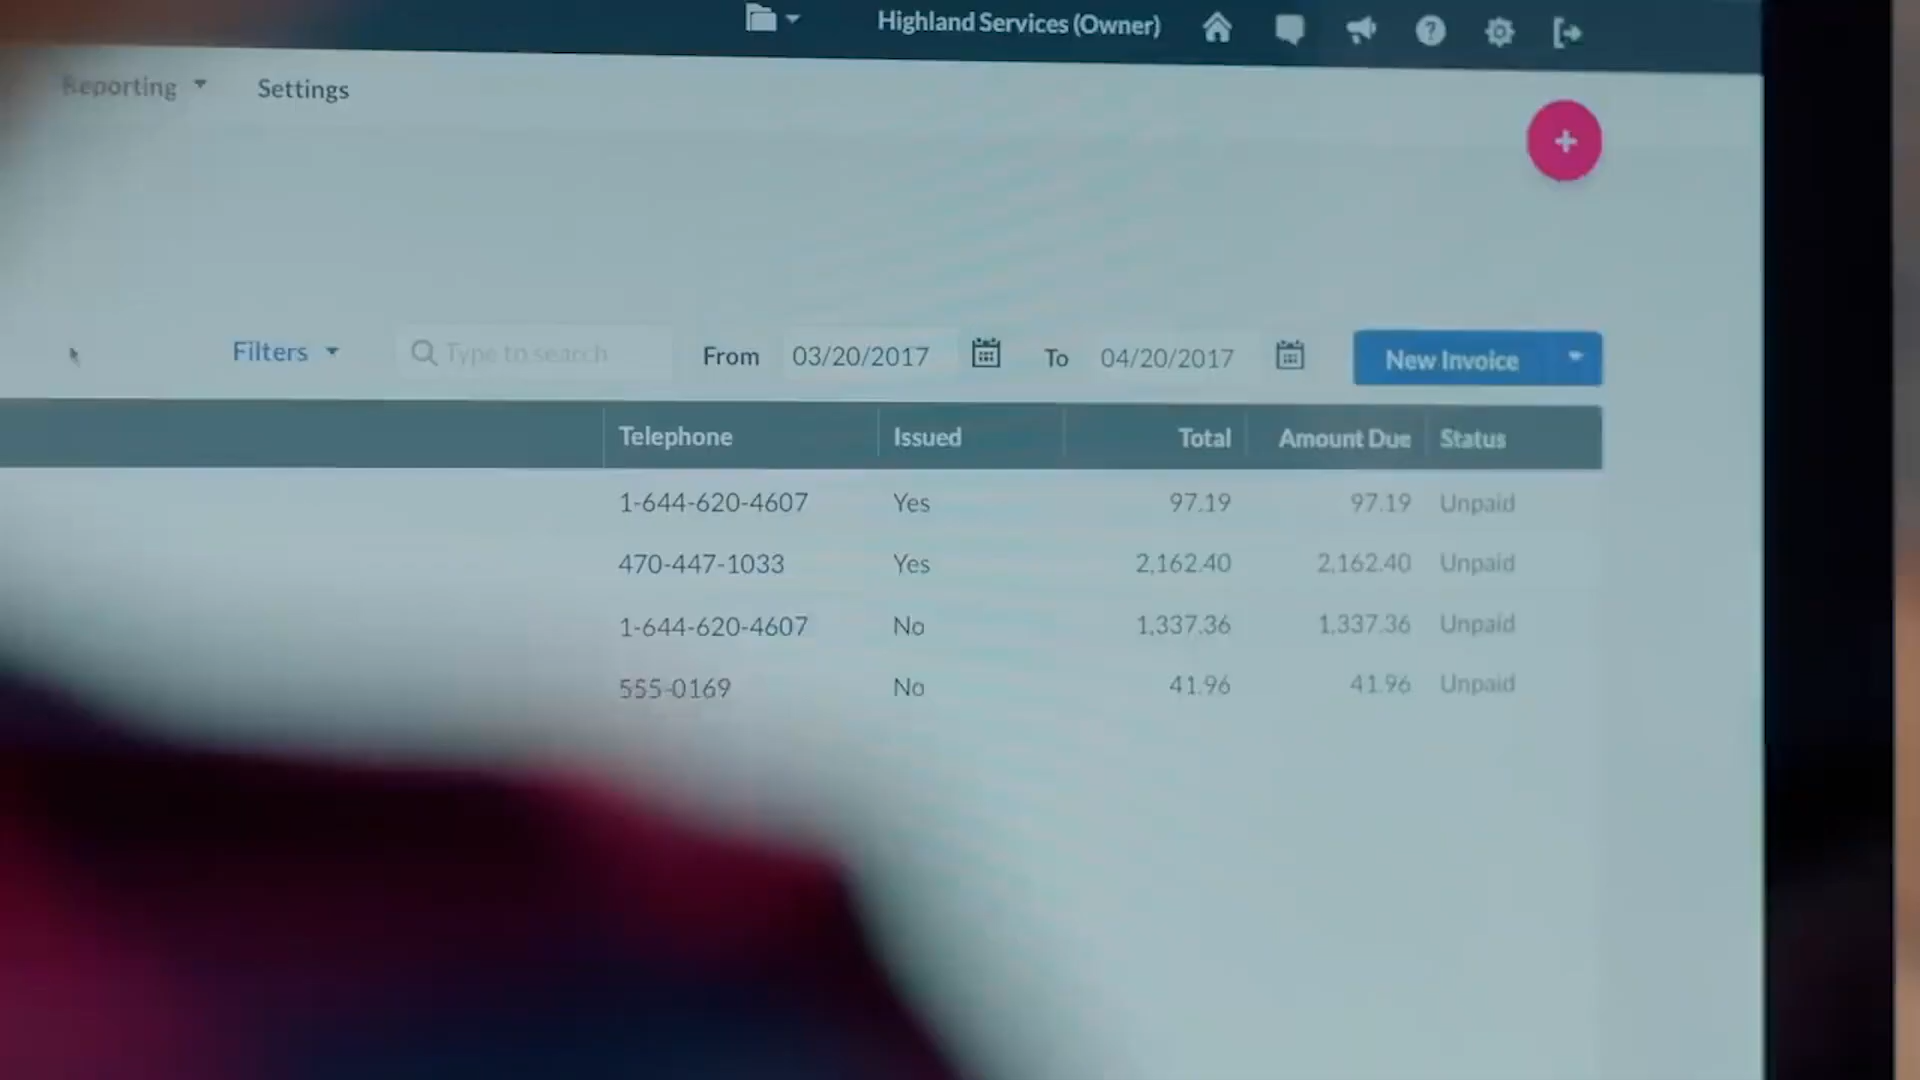 Highland Services (Owner)
Reporting Settings
Filters Type to search From 03/20/2017 To 04/20/2017 New Invoice
Telephone Issued Total Amount Due Status
1-644-620-4607 Yes 97.19 97.19 Unpaid
470-447-1033 Yes 2,162.40 2,162.40 Unpaid
1-644-620-4607 No 1,337.36 1,337.36 Unpaid
555-0169 No 41.96 41.96 Unpaid